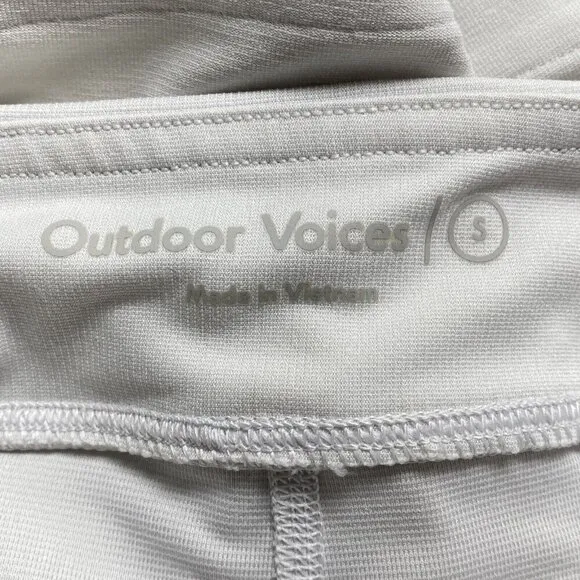 Outdoor Voices / S
Made in Vietnam